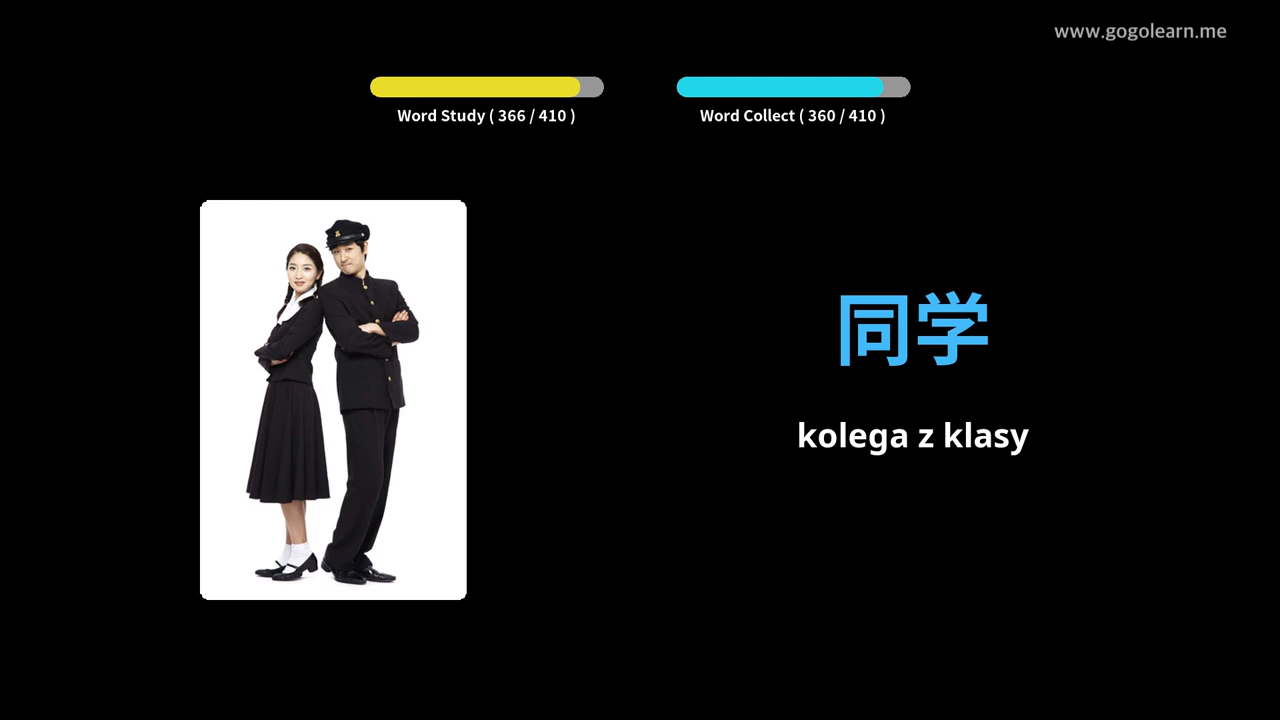 www.gogolearn.me
Word Study ( 366 / 410 )
Word Collect ( 360 / 410 )
同学
kolega z klasy